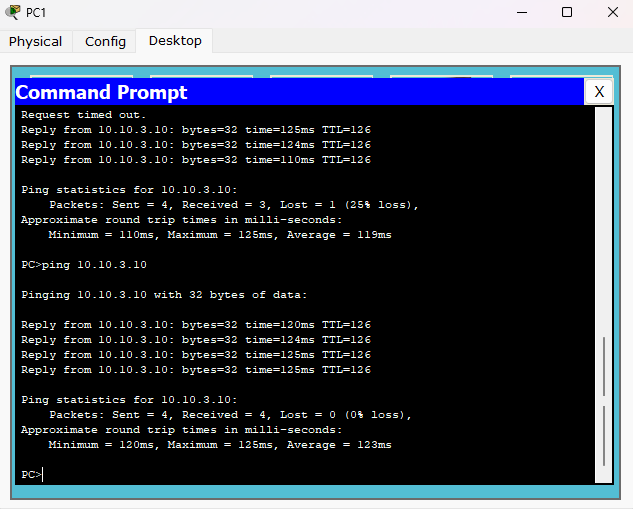 PC1
Physical Config Desktop
Command Prompt X
Request timed out.
Reply from 10.10.3.10: bytes=32 time=125ms TTL=126
Reply from 10.10.3.10: bytes=32 time=124ms TTL=126
Reply from 10.10.3.10: bytes=32 time=110ms TTL=126
Ping statistics for 10.10.3.10:
Packets: Sent = 4, Received = 3, Lost = 1 (25% loss),
Approximate round trip times in milli-seconds:
Minimum = 110ms, Maximum = 125ms, Average = 119ms
PC>ping 10.10.3.10
Pinging 10.10.3.10 with 32 bytes of data:
Reply from 10.10.3.10: bytes=32 time=120ms TTL=126
Reply from 10.10.3.10: bytes=32 time=124ms TTL=126
Reply from 10.10.3.10: bytes=32 time=125ms TTL=126
Reply from 10.10.3.10: bytes=32 time=125ms TTL=126
Ping statistics for 10.10.3.10:
Packets: Sent = 4, Received = 4, Lost = 0 (0% loss),
Approximate round trip times in milli-seconds:
Minimum = 120ms, Maximum = 125ms, Average = 123ms
PC>